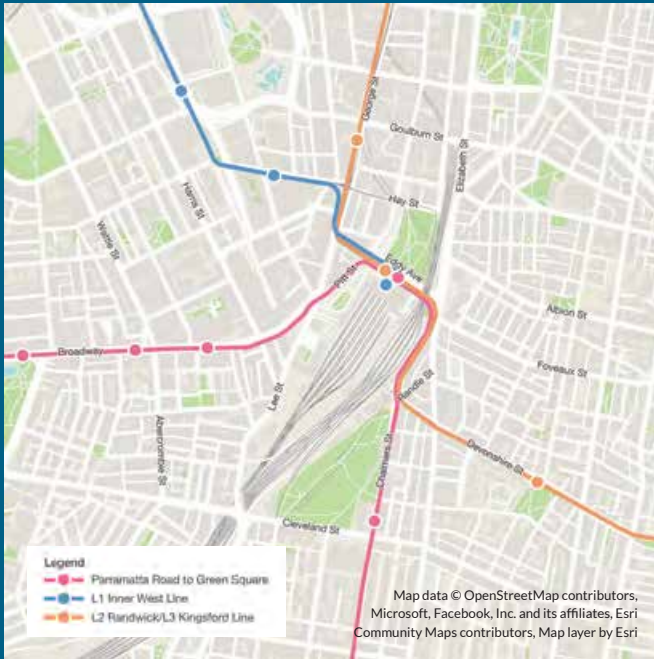 George St
Goulburn St
Elizabeth St
Hay St
Harris St
Wattle St
Eddy Ave
Pitt St
Albion St
Broadway
Foveaux St
Randle St
Lee St
Abercrombie St
Chalmers St
Devonshire St
Cleveland St
Legend
Parramatta Road to Green Square
L1 Inner West Line
L2 Randwick/L3 Kingsford Line
Map data © OpenStreetMap contributors,
Microsoft, Facebook, Inc. and its affiliates, Esri
Community Maps contributors, Map layer by Esri